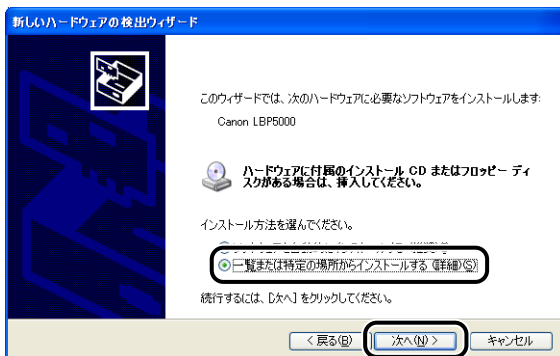 新しいハードウェアの検出ウィザード
このウィザードでは、次のハードウェアに必要なソフトウェアをインストールします:
Canon LBP5000
ハードウェアに付属のインストール CD またはフロッピー ディ
スクがある場合は、挿入してください。
インストール方法を選んでください。
一覧または特定の場所からインストールする (詳細)(S)
続行するには、[次へ] をクリックしてください。
< 戻る(B)
次へ(N) >
キャンセル